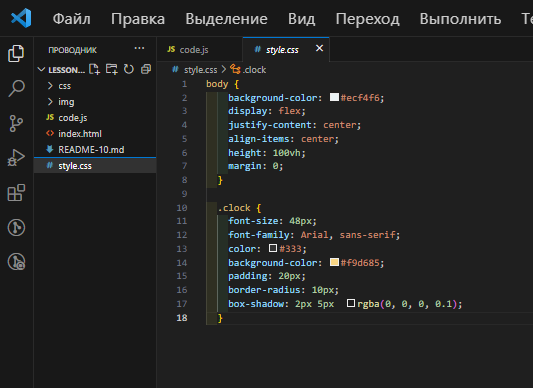 Файл Правка Выделение Вид Переход Выполнить
ПРОВОДНИК ...
LESSON...
css
img
code.js
index.html
README-10.md
style.css
code.js style.css
style.css > .clock
1 body {
2 background-color: #ecf4f6;
3 display: flex;
4 justify-content: center;
5 align-items: center;
6 height: 100vh;
7 margin: 0;
8 }
9
10 .clock {
11 font-size: 48px;
12 font-family: Arial, sans-serif;
13 color: #333;
14 background-color: #f9d685;
15 padding: 20px;
16 border-radius: 10px;
17 box-shadow: 2px 5px rgba(0, 0, 0, 0.1);
18 }